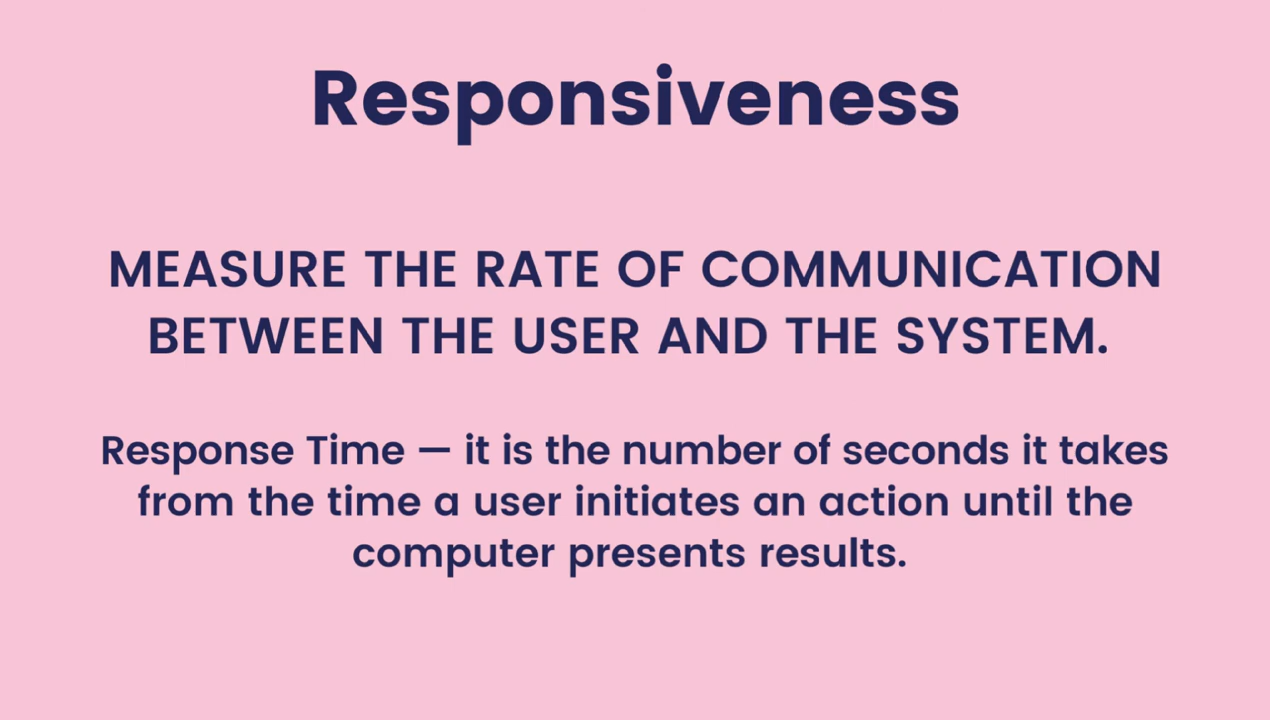 Responsiveness
MEASURE THE RATE OF COMMUNICATION
BETWEEN THE USER AND THE SYSTEM.
Response Time — it is the number of seconds it takes
from the time a user initiates an action until the
computer presents results.